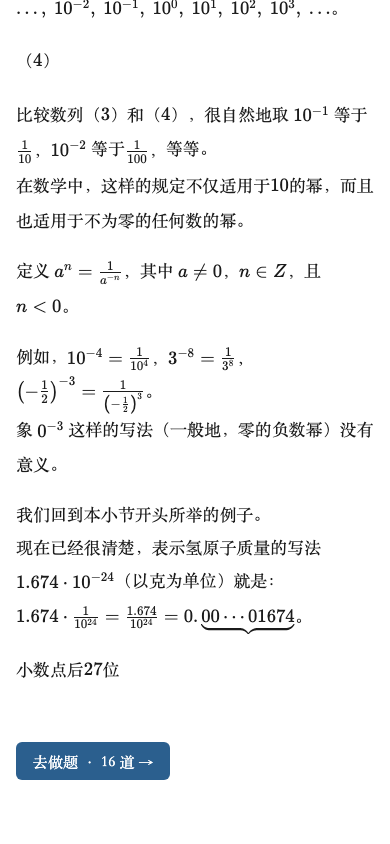 …, 10⁻², 10⁻¹, 10⁰, 10¹, 10², 10³, …。
（4）
比较数列（3）和（4），很自然地取 10⁻¹ 等于
1/10，10⁻² 等于 1/100，等等。
在数学中，这样的规定不仅适用于10的幂，而且
也适用于不为零的任何数的幂。
定义 aⁿ = 1/a⁻ⁿ，其中 a ≠ 0，n ∈ Z，且
n < 0。
例如，10⁻⁴ = 1/10⁴，3⁻⁸ = 1/3⁸，
(−1/2)⁻³ = 1/(−1/2)³。
象 0⁻³ 这样的写法（一般地，零的负数幂）没有
意义。
我们回到本小节开头所举的例子。
现在已经很清楚，表示氢原子质量的写法
1.674 · 10⁻²⁴（以克为单位）就是：
1.674 · 1/10²⁴ = 1.674/10²⁴ = 0.00⋯01674。
小数点后27位
去做题 · 16 道 →